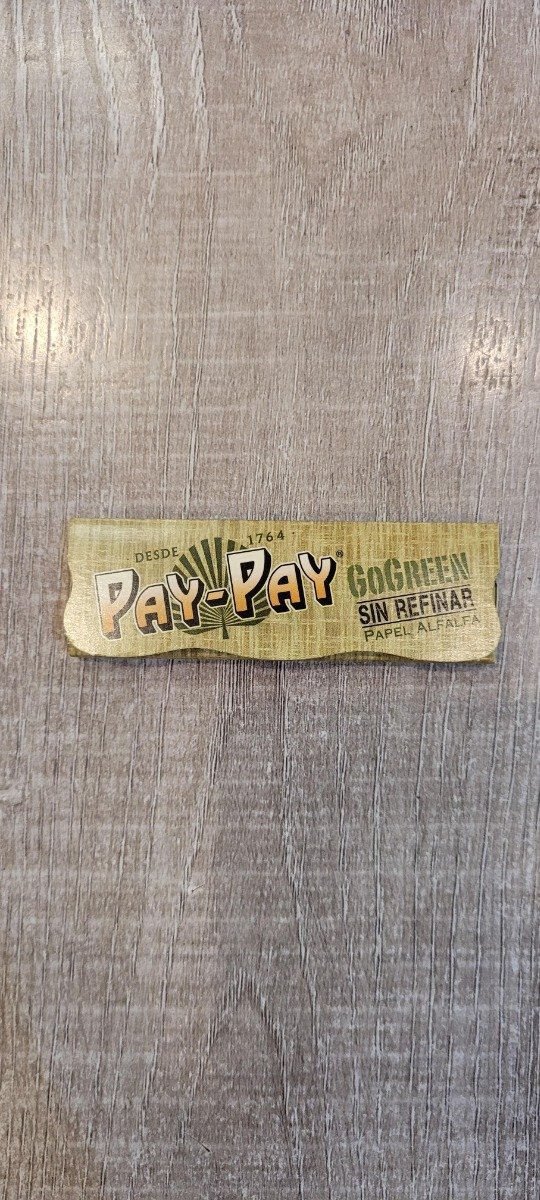 DESDE 1764
PAY-PAY®
GoGREEN
SIN REFINAR
PAPEL ALFALFA